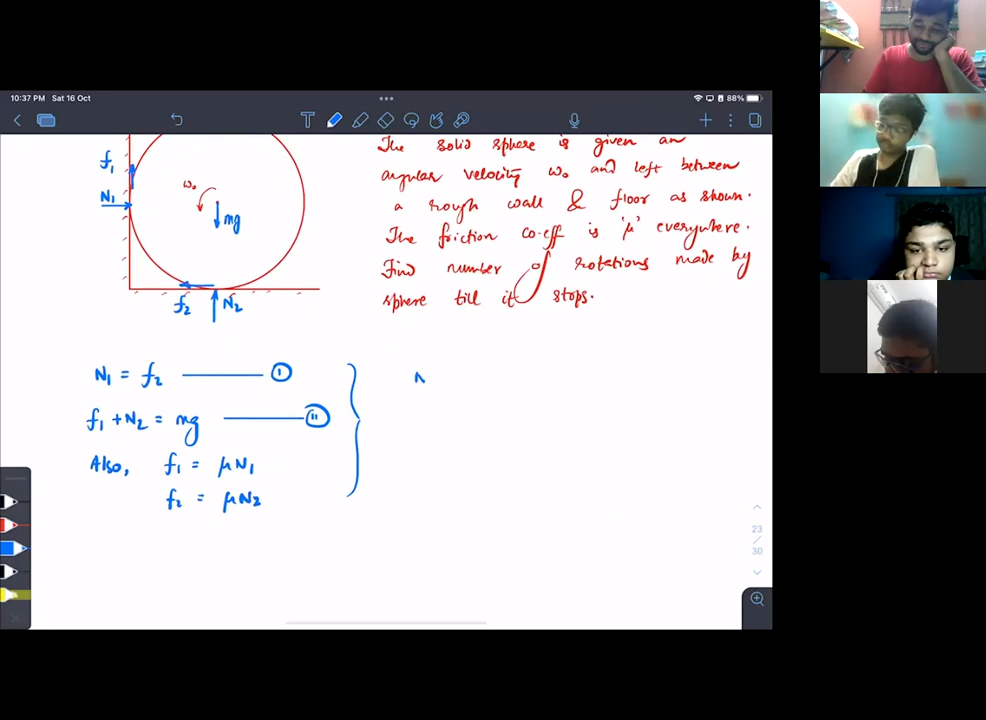 10:37 PM Sat 16 Oct
88%
The solid sphere is given an
angular velocity ω₀ and left between
a rough wall & floor as shown.
The friction co-eff is 'μ' everywhere.
Find number of rotations made by
sphere till it stops.
f₁
N₁
ω₀
mg
f₂
N₂
N₁ = f₂ ——— (i)
f₁ + N₂ = mg ——— (ii)
Also, f₁ = μN₁
f₂ = μN₂
23
/
30